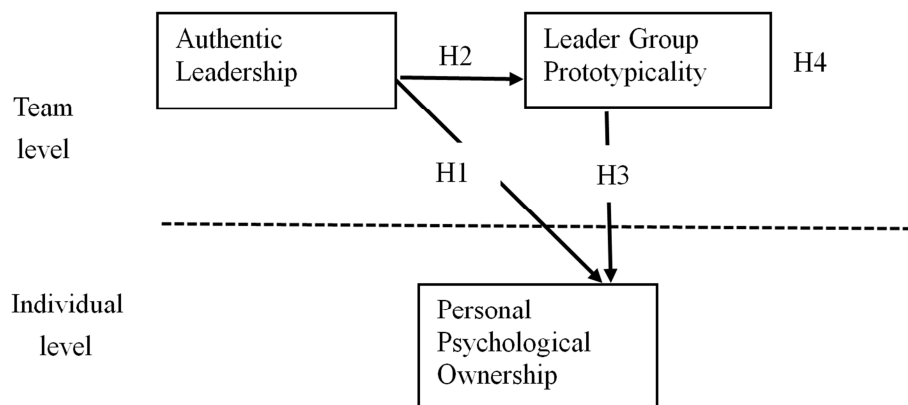 Authentic
Leadership
H2
Leader Group
Prototypicality
H4
Team
level
H1
H3
Individual
level
Personal
Psychological
Ownership